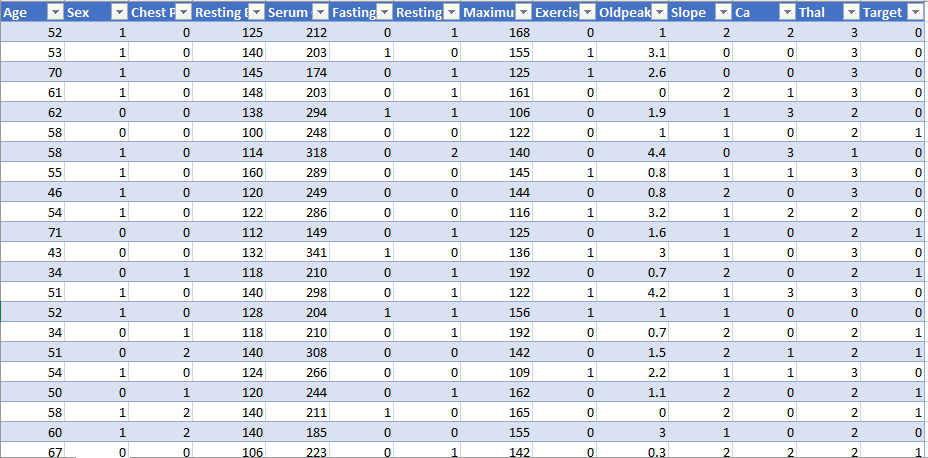 Age Sex Chest P Resting B Serum Fasting Resting Maximu Exercis Oldpeak Slope Ca Thal Target
52 1 0 125 212 0 1 168 0 1 2 2 3 0
53 1 0 140 203 1 0 155 1 3.1 0 0 3 0
70 1 0 145 174 0 1 125 1 2.6 0 0 3 0
61 1 0 148 203 0 1 161 0 0 2 1 3 0
62 0 0 138 294 1 1 106 0 1.9 1 3 2 0
58 0 0 100 248 0 0 122 0 1 1 0 2 1
58 1 0 114 318 0 2 140 0 4.4 0 3 1 0
55 1 0 160 289 0 0 145 1 0.8 1 1 3 0
46 1 0 120 249 0 0 144 0 0.8 2 0 3 0
54 1 0 122 286 0 0 116 1 3.2 1 2 2 0
71 0 0 112 149 0 1 125 0 1.6 1 0 2 1
43 0 0 132 341 1 0 136 1 3 1 0 3 0
34 0 1 118 210 0 1 192 0 0.7 2 0 2 1
51 1 0 140 298 0 1 122 1 4.2 1 3 3 0
52 1 0 128 204 1 1 156 1 1 1 0 0 0
34 0 1 118 210 0 1 192 0 0.7 2 0 2 1
51 0 2 140 308 0 0 142 0 1.5 2 1 2 1
54 1 0 124 266 0 0 109 1 2.2 1 1 3 0
50 0 1 120 244 0 1 162 0 1.1 2 0 2 1
58 1 2 140 211 1 0 165 0 0 2 0 2 1
60 1 2 140 185 0 0 155 0 3 1 0 2 0
67 0 0 106 223 0 1 142 0 0.3 2 2 2 1